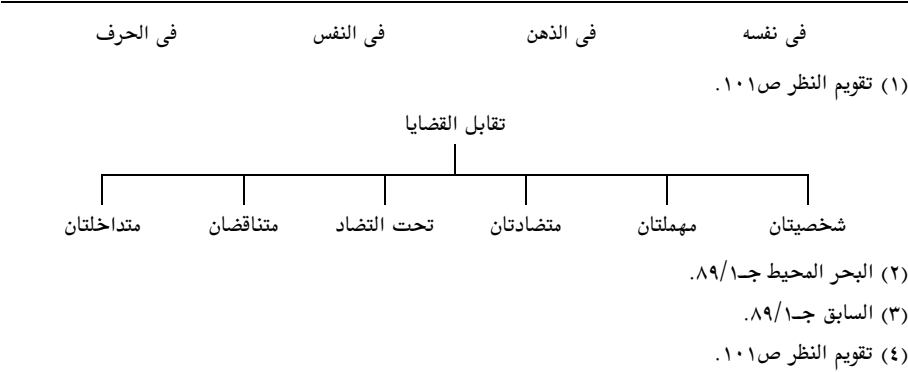 فى نفسه فى الذهن فى النفس فى الحرف
(١) تقويم النظر ص١٠١.
تقابل القضايا
شخصيتان مهملتان متضادتان تحت التضاد متناقضان متداخلتان
(٢) البحر المحيط جـ١/٨٩.
(٣) السابق جـ١/٨٩.
(٤) تقويم النظر ص١٠١.